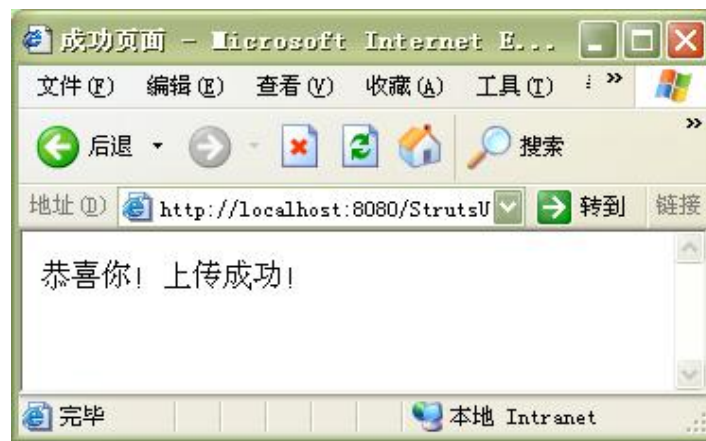 成功页面 - Microsoft Internet E...
文件(F) 编辑(E) 查看(V) 收藏(A) 工具(T) »
后退 搜索 »
地址(D) http://localhost:8080/StrutsU 转到 链接
恭喜你！上传成功！
完毕 本地 Intranet